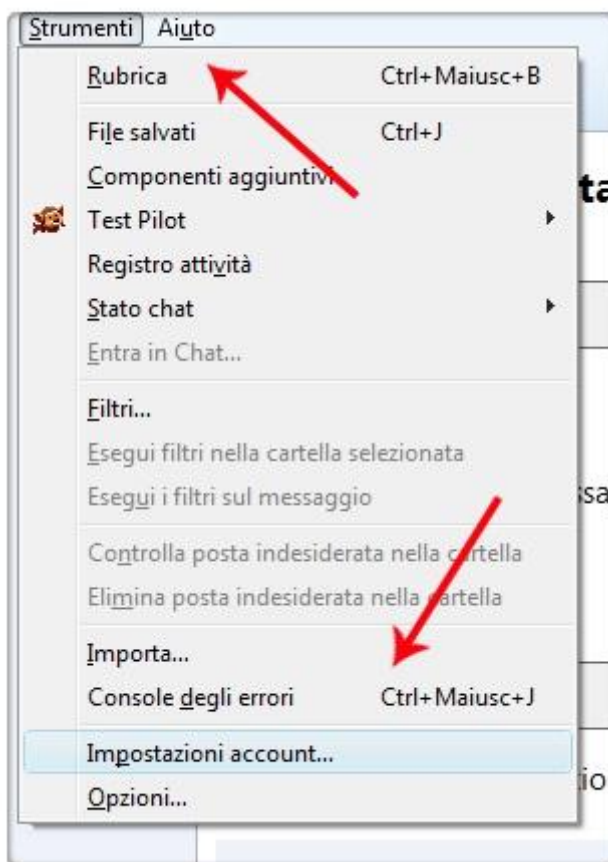 Strumenti Aiuto
Rubrica Ctrl+Maiusc+B
File salvati Ctrl+J
Componenti aggiuntivi
Test Pilot
Registro attività
Stato chat
Entra in Chat...
Filtri...
Esegui filtri nella cartella selezionata
Esegui i filtri sul messaggio
Controlla posta indesiderata nella cartella
Elimina posta indesiderata nella cartella
Importa...
Console degli errori Ctrl+Maiusc+J
Impostazioni account...
Opzioni...